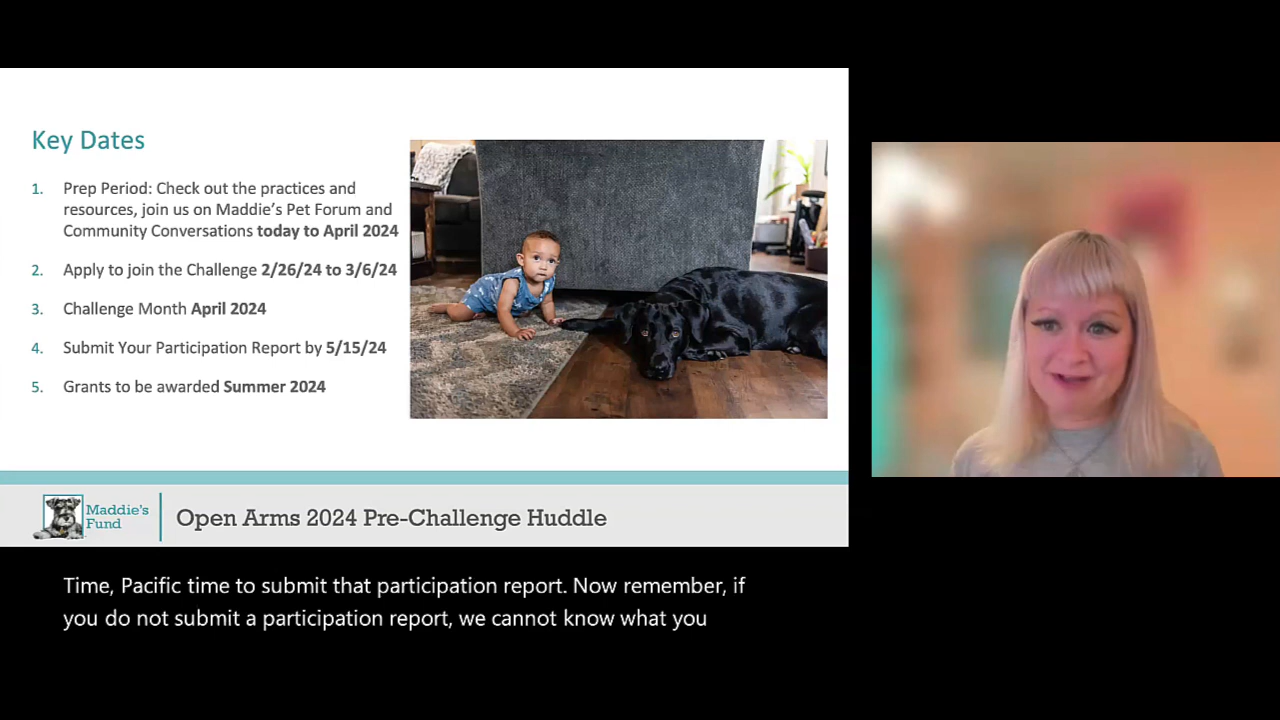 Key Dates
1. Prep Period: Check out the practices and
resources, join us on Maddie's Pet Forum and
Community Conversations today to April 2024
2. Apply to join the Challenge 2/26/24 to 3/6/24
3. Challenge Month April 2024
4. Submit Your Participation Report by 5/15/24
5. Grants to be awarded Summer 2024
Maddie's
Fund
Open Arms 2024 Pre-Challenge Huddle
Time, Pacific time to submit that participation report. Now remember, if
you do not submit a participation report, we cannot know what you